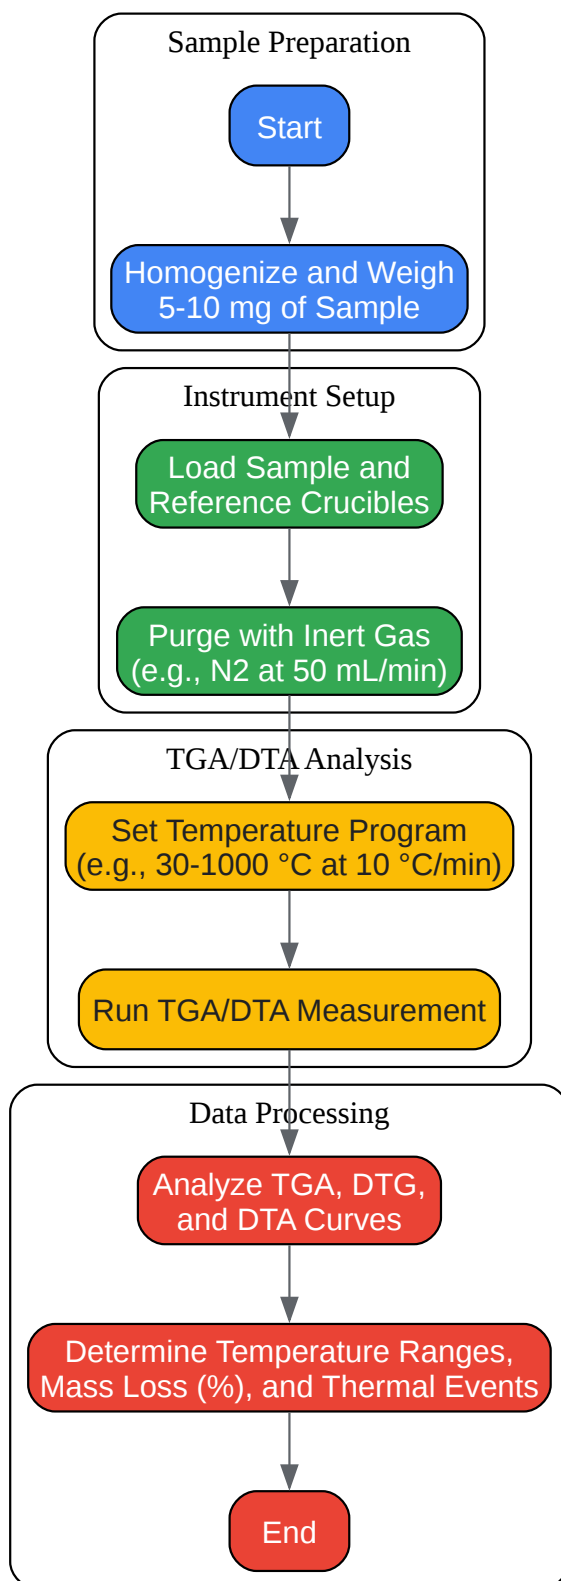 Sample Preparation
Start
Homogenize and Weigh
5-10 mg of Sample
Instrument Setup
Load Sample and
Reference Crucibles
Purge with Inert Gas
(e.g., N2 at 50 mL/min)
TGA/DTA Analysis
Set Temperature Program
(e.g., 30-1000 °C at 10 °C/min)
Run TGA/DTA Measurement
Data Processing
Analyze TGA, DTG,
and DTA Curves
Determine Temperature Ranges,
Mass Loss (%), and Thermal Events
End